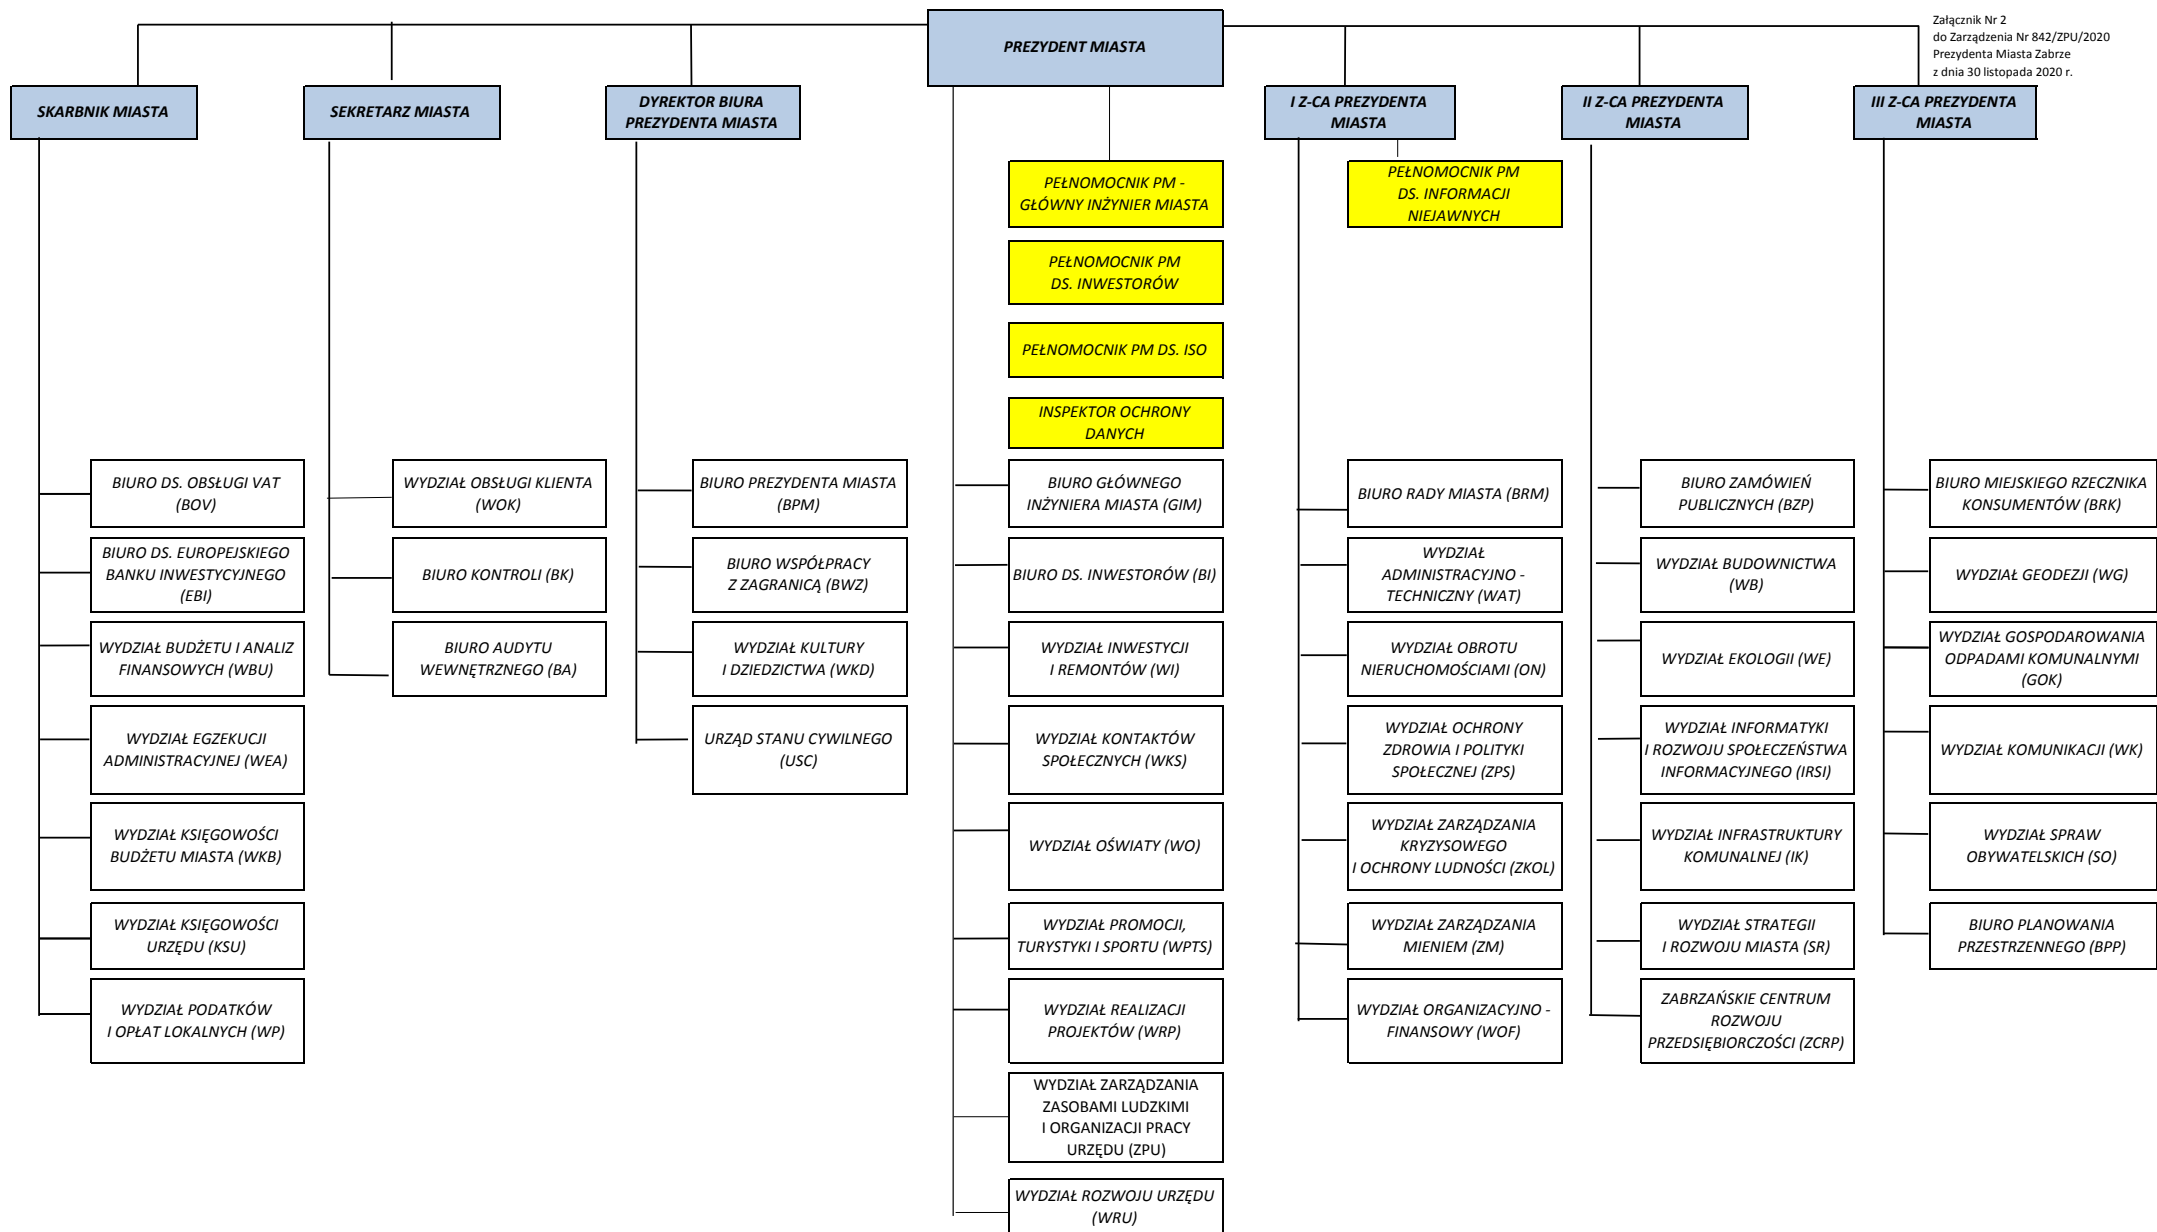 Załącznik Nr 2
do Zarządzenia Nr 842/ZPU/2020
Prezydenta Miasta Zabrze
z dnia 30 listopada 2020 r.
PREZYDENT MIASTA
SKARBNIK MIASTA
SEKRETARZ MIASTA
DYREKTOR BIURA
PREZYDENTA MIASTA
I Z-CA PREZYDENTA
MIASTA
II Z-CA PREZYDENTA
MIASTA
III Z-CA PREZYDENTA
MIASTA
PEŁNOMOCNIK PM -
GŁÓWNY INŻYNIER MIASTA
PEŁNOMOCNIK PM
DS. INWESTORÓW
PEŁNOMOCNIK PM DS. ISO
INSPEKTOR OCHRONY
DANYCH
PEŁNOMOCNIK PM
DS. INFORMACJI
NIEJAWNYCH
BIURO DS. OBSŁUGI VAT
(BOV)
BIURO DS. EUROPEJSKIEGO
BANKU INWESTYCYJNEGO
(EBI)
WYDZIAŁ BUDŻETU I ANALIZ
FINANSOWYCH (WBU)
WYDZIAŁ EGZEKUCJI
ADMINISTRACYJNEJ (WEA)
WYDZIAŁ KSIĘGOWOŚCI
BUDŻETU MIASTA (WKB)
WYDZIAŁ KSIĘGOWOŚCI
URZĘDU (KSU)
WYDZIAŁ PODATKÓW
I OPŁAT LOKALNYCH (WP)
WYDZIAŁ OBSŁUGI KLIENTA
(WOK)
BIURO KONTROLI (BK)
BIURO AUDYTU
WEWNĘTRZNEGO (BA)
BIURO PREZYDENTA MIASTA
(BPM)
BIURO WSPÓŁPRACY
Z ZAGRANICĄ (BWZ)
WYDZIAŁ KULTURY
I DZIEDZICTWA (WKD)
URZĄD STANU CYWILNEGO
(USC)
BIURO GŁÓWNEGO
INŻYNIERA MIASTA (GIM)
BIURO DS. INWESTORÓW (BI)
WYDZIAŁ INWESTYCJI
I REMONTÓW (WI)
WYDZIAŁ KONTAKTÓW
SPOŁECZNYCH (WKS)
WYDZIAŁ OŚWIATY (WO)
WYDZIAŁ PROMOCJI,
TURYSTYKI I SPORTU (WPTS)
WYDZIAŁ REALIZACJI
PROJEKTÓW (WRP)
WYDZIAŁ ZARZĄDZANIA
ZASOBAMI LUDZKIMI
I ORGANIZACJI PRACY
URZĘDU (ZPU)
WYDZIAŁ ROZWOJU URZĘDU
(WRU)
BIURO RADY MIASTA (BRM)
WYDZIAŁ
ADMINISTRACYJNO -
TECHNICZNY (WAT)
WYDZIAŁ OBROTU
NIERUCHOMOŚCIAMI (ON)
WYDZIAŁ OCHRONY
ZDROWIA I POLITYKI
SPOŁECZNEJ (ZPS)
WYDZIAŁ ZARZĄDZANIA
KRYZYSOWEGO
I OCHRONY LUDNOŚCI (ZKOL)
WYDZIAŁ ZARZĄDZANIA
MIENIEM (ZM)
WYDZIAŁ ORGANIZACYJNO -
FINANSOWY (WOF)
BIURO ZAMÓWIEŃ
PUBLICZNYCH (BZP)
WYDZIAŁ BUDOWNICTWA
(WB)
WYDZIAŁ EKOLOGII (WE)
WYDZIAŁ INFORMATYKI
I ROZWOJU SPOŁECZEŃSTWA
INFORMACYJNEGO (IRSI)
WYDZIAŁ INFRASTRUKTURY
KOMUNALNEJ (IK)
WYDZIAŁ STRATEGII
I ROZWOJU MIASTA (SR)
ZABRZAŃSKIE CENTRUM
ROZWOJU
PRZEDSIĘBIORCZOŚCI (ZCRP)
BIURO MIEJSKIEGO RZECZNIKA
KONSUMENTÓW (BRK)
WYDZIAŁ GEODEZJI (WG)
WYDZIAŁ GOSPODAROWANIA
ODPADAMI KOMUNALNYMI
(GOK)
WYDZIAŁ KOMUNIKACJI (WK)
WYDZIAŁ SPRAW
OBYWATELSKICH (SO)
BIURO PLANOWANIA
PRZESTRZENNEGO (BPP)